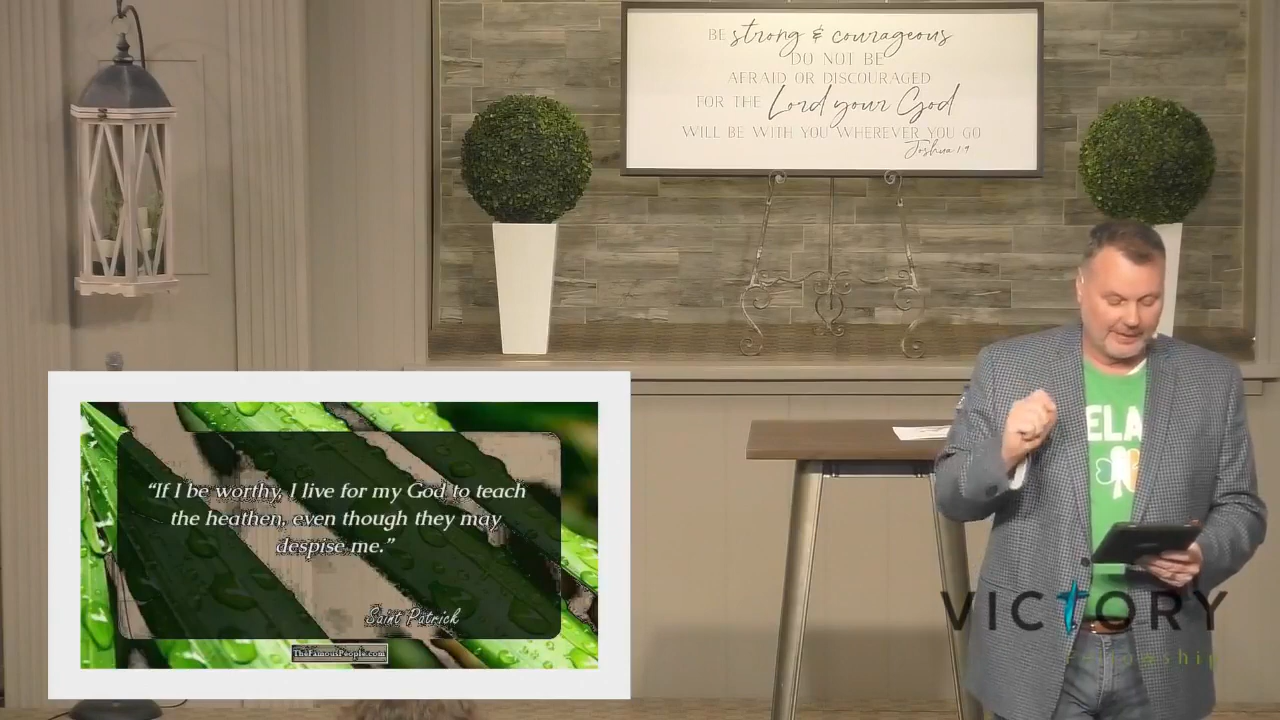 BE strong & courageous
DO NOT BE
AFRAID OR DISCOURAGED
FOR THE Lord your God
WILL BE WITH YOU WHEREVER YOU GO
Joshua 1:9
“If I be worthy, I live for my God to teach
the heathen, even though they may
despise me.”
Saint Patrick
TheFamousPeople.com
ELA
VICTORY
Fellowship